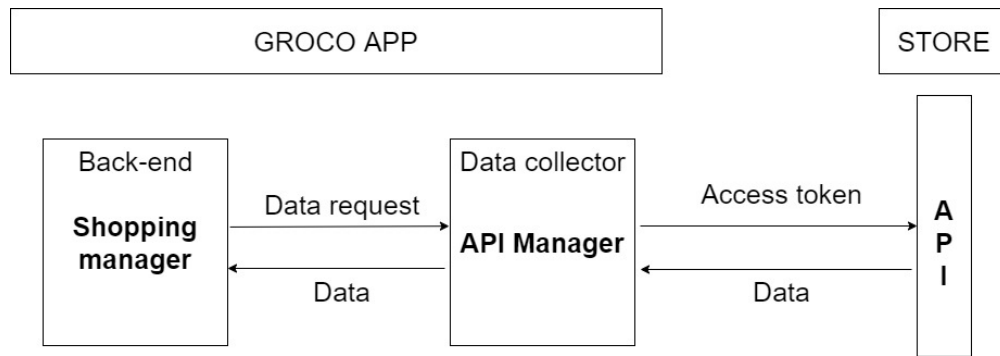 GROCO APP
STORE
Back-end
Shopping
manager
Data request
Data
Data collector
API Manager
Access token
Data
A
P
I